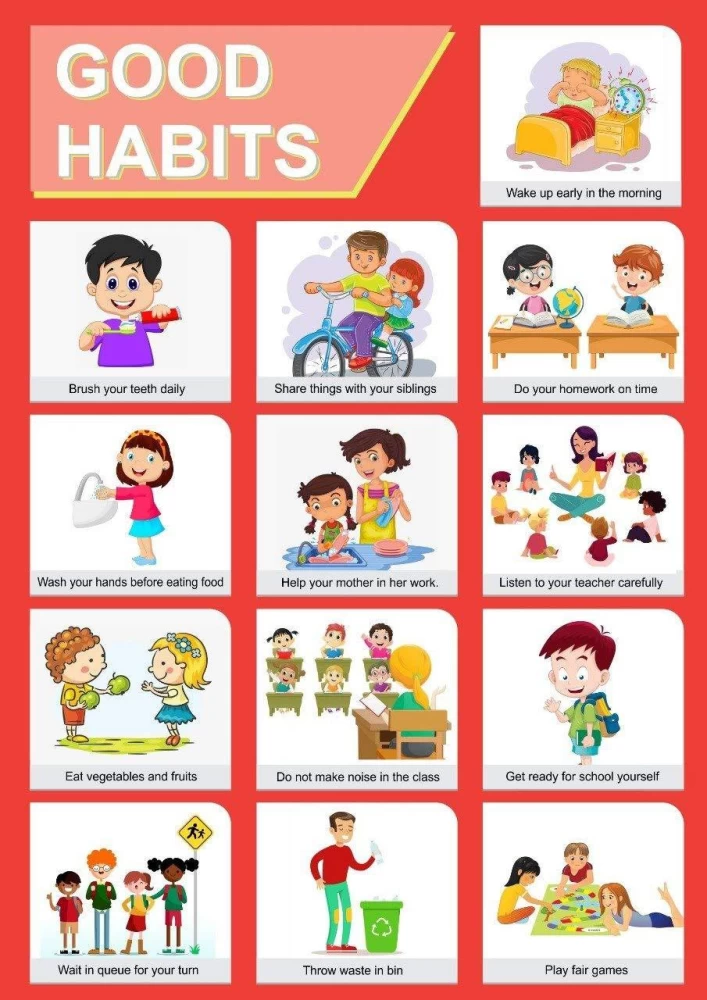 GOOD
HABITS
Wake up early in the morning
Brush your teeth daily
Share things with your siblings
Do your homework on time
Wash your hands before eating food
Help your mother in her work.
Listen to your teacher carefully
Eat vegetables and fruits
Do not make noise in the class
Get ready for school yourself
Wait in queue for your turn
Throw waste in bin
Play fair games